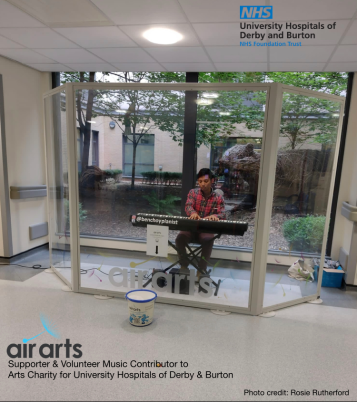 NHS
University Hospitals of
Derby and Burton
NHS Foundation Trust
@benchoypianist
air arts
air arts
Supporter & Volunteer Music Contributor to
Arts Charity for University Hospitals of Derby & Burton
Photo credit: Rosie Rutherford